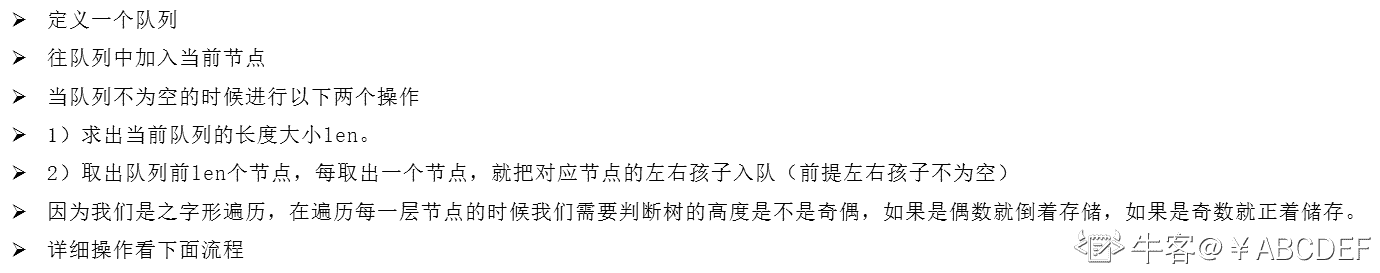 ➢ 定义一个队列
➢ 往队列中加入当前节点
➢ 当队列不为空的时候进行以下两个操作
➢ 1）求出当前队列的长度大小len。
➢ 2）取出队列前len个节点，每取出一个节点，就把对应节点的左右孩子入队（前提左右孩子不为空）
➢ 因为我们是之字形遍历，在遍历每一层节点的时候我们需要判断树的高度是不是奇偶，如果是偶数就倒着存储，如果是奇数就正着储存。
➢ 详细操作看下面流程
牛客@￥ABCDEF